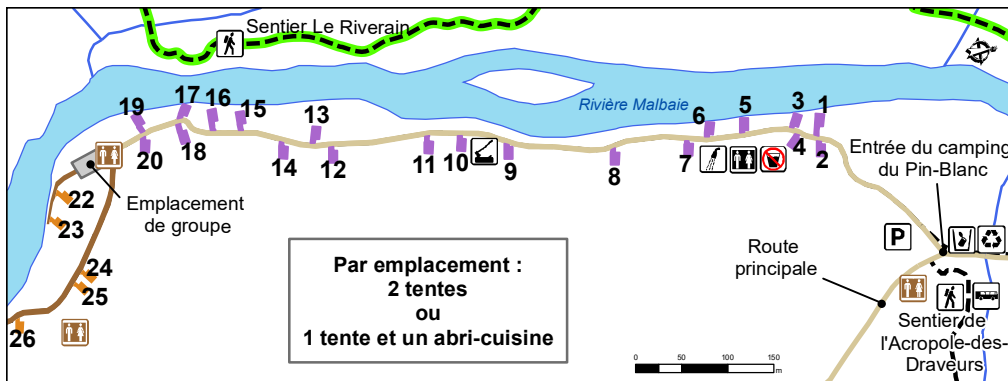 Sentier Le Riverain
Rivière Malbaie
19
17
16
15
13
6
5
3
1
20
18
14
12
11
10
9
8
7
4
2
Entrée du camping
du Pin-Blanc
22
23
Emplacement
de groupe
24
25
26
Par emplacement :
2 tentes
ou
1 tente et un abri-cuisine
P
Route
principale
Sentier de
l'Acropole-des-
Draveurs
0 50 100 150
m